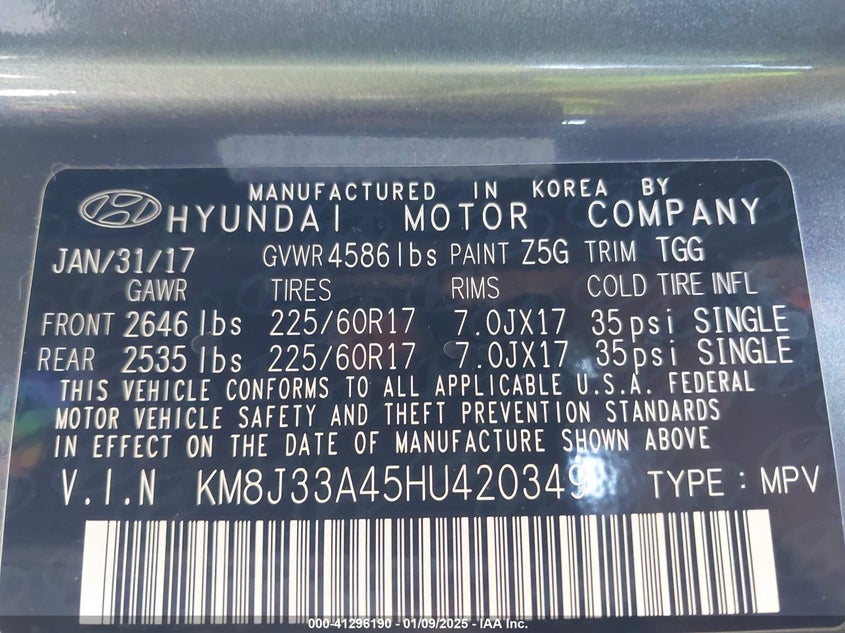 MANUFACTURED IN KOREA BY
HYUNDAI MOTOR COMPANY
JAN/31/17 GVWR 4586lbs PAINT Z5G TRIM TGG
GAWR TIRES RIMS COLD TIRE INFL
FRONT 2646 lbs 225/60R17 7.0JX17 35psi SINGLE
REAR 2535 lbs 225/60R17 7.0JX17 35psi SINGLE
THIS VEHICLE CONFORMS TO ALL APPLICABLE U.S.A. FEDERAL
MOTOR VEHICLE SAFETY AND THEFT PREVENTION STANDARDS
IN EFFECT ON THE DATE OF MANUFACTURE SHOWN ABOVE
V.I.N KM8J33A45HU420349 TYPE : MPV
000-41296190 - 01/09/2025 - IAA Inc.